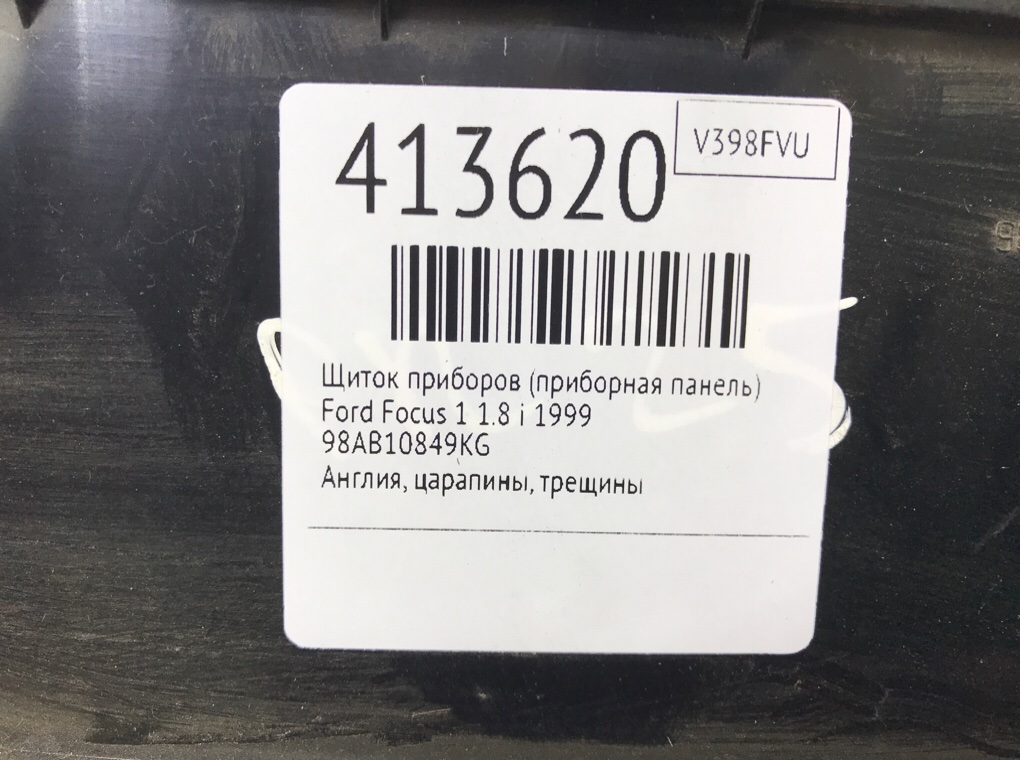 413620
V398FVU
Щиток приборов (приборная панель)
Ford Focus 1 1.8 i 1999
98AB10849KG
Англия, царапины, трещины